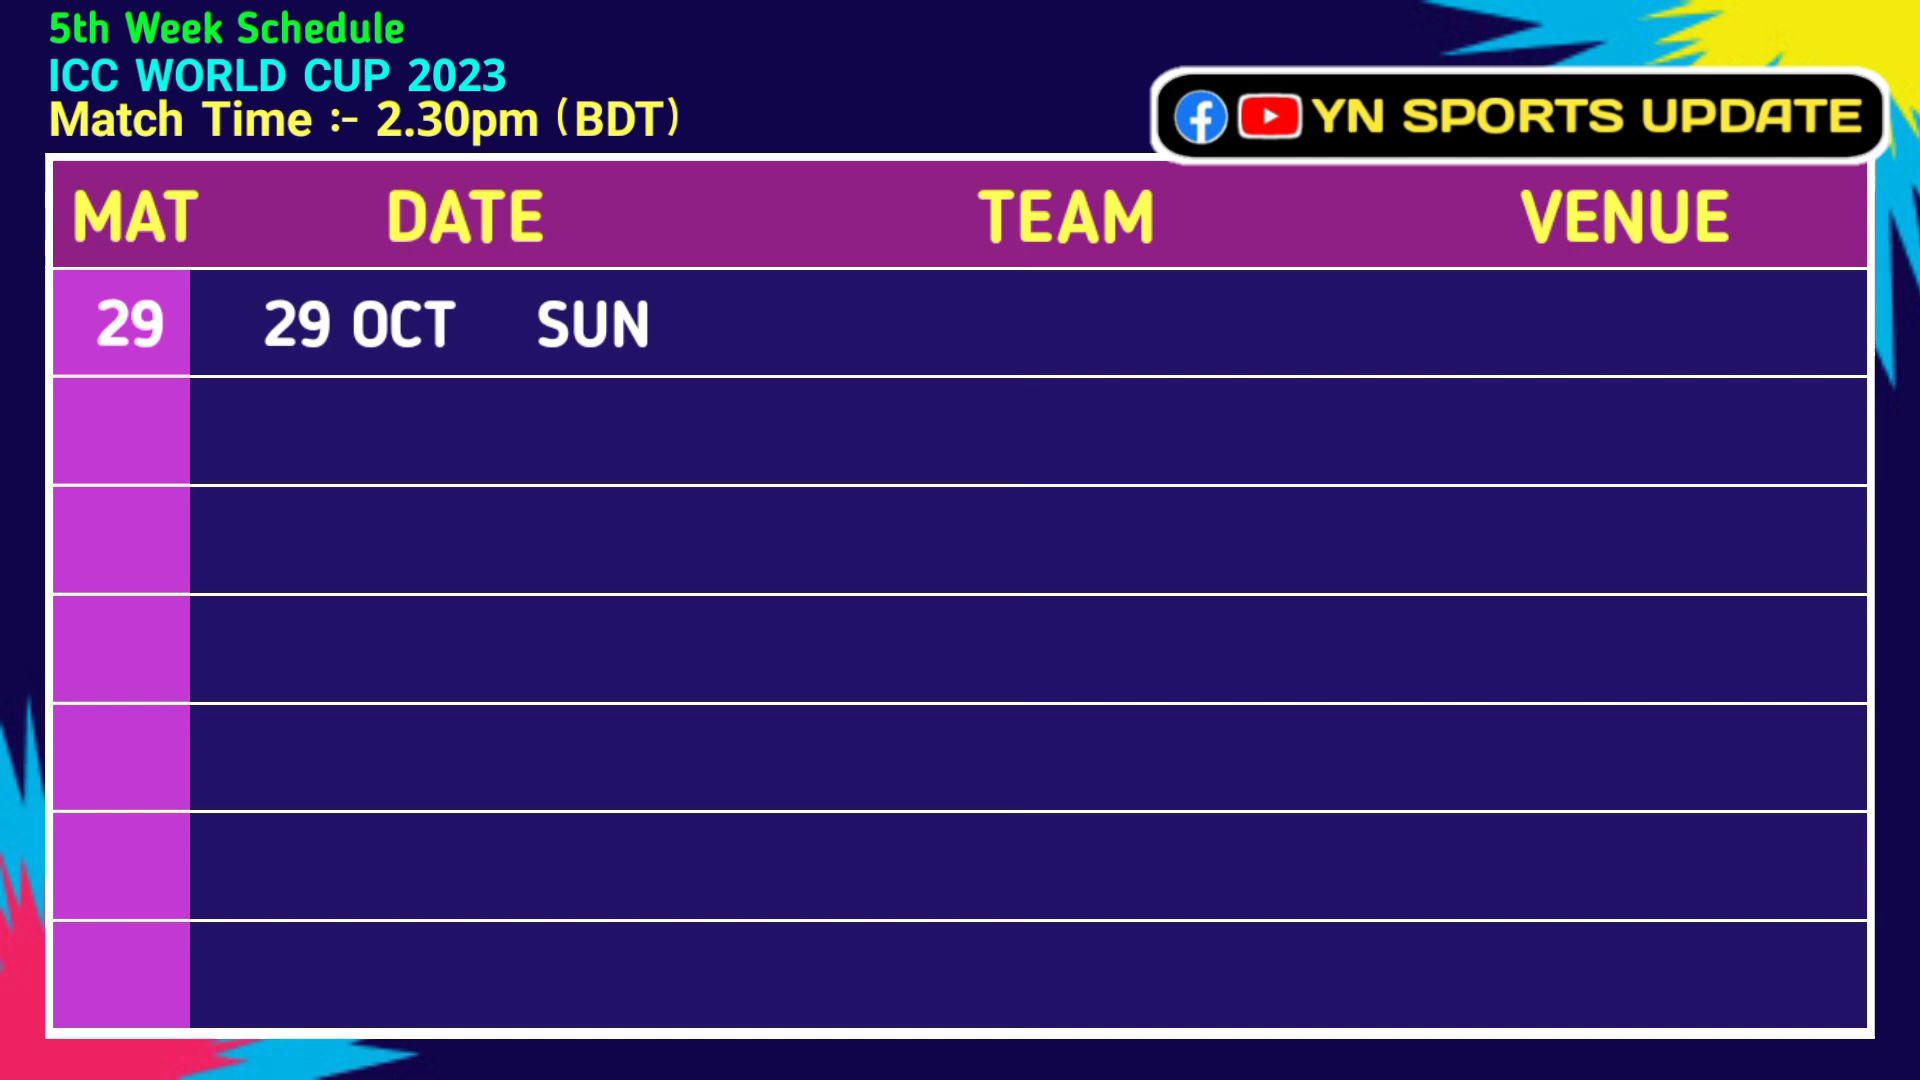 5th Week Schedule
ICC WORLD CUP 2023
Match Time :- 2.30pm (BDT)
YN SPORTS UPDATE
MAT DATE TEAM VENUE
29 29 OCT SUN